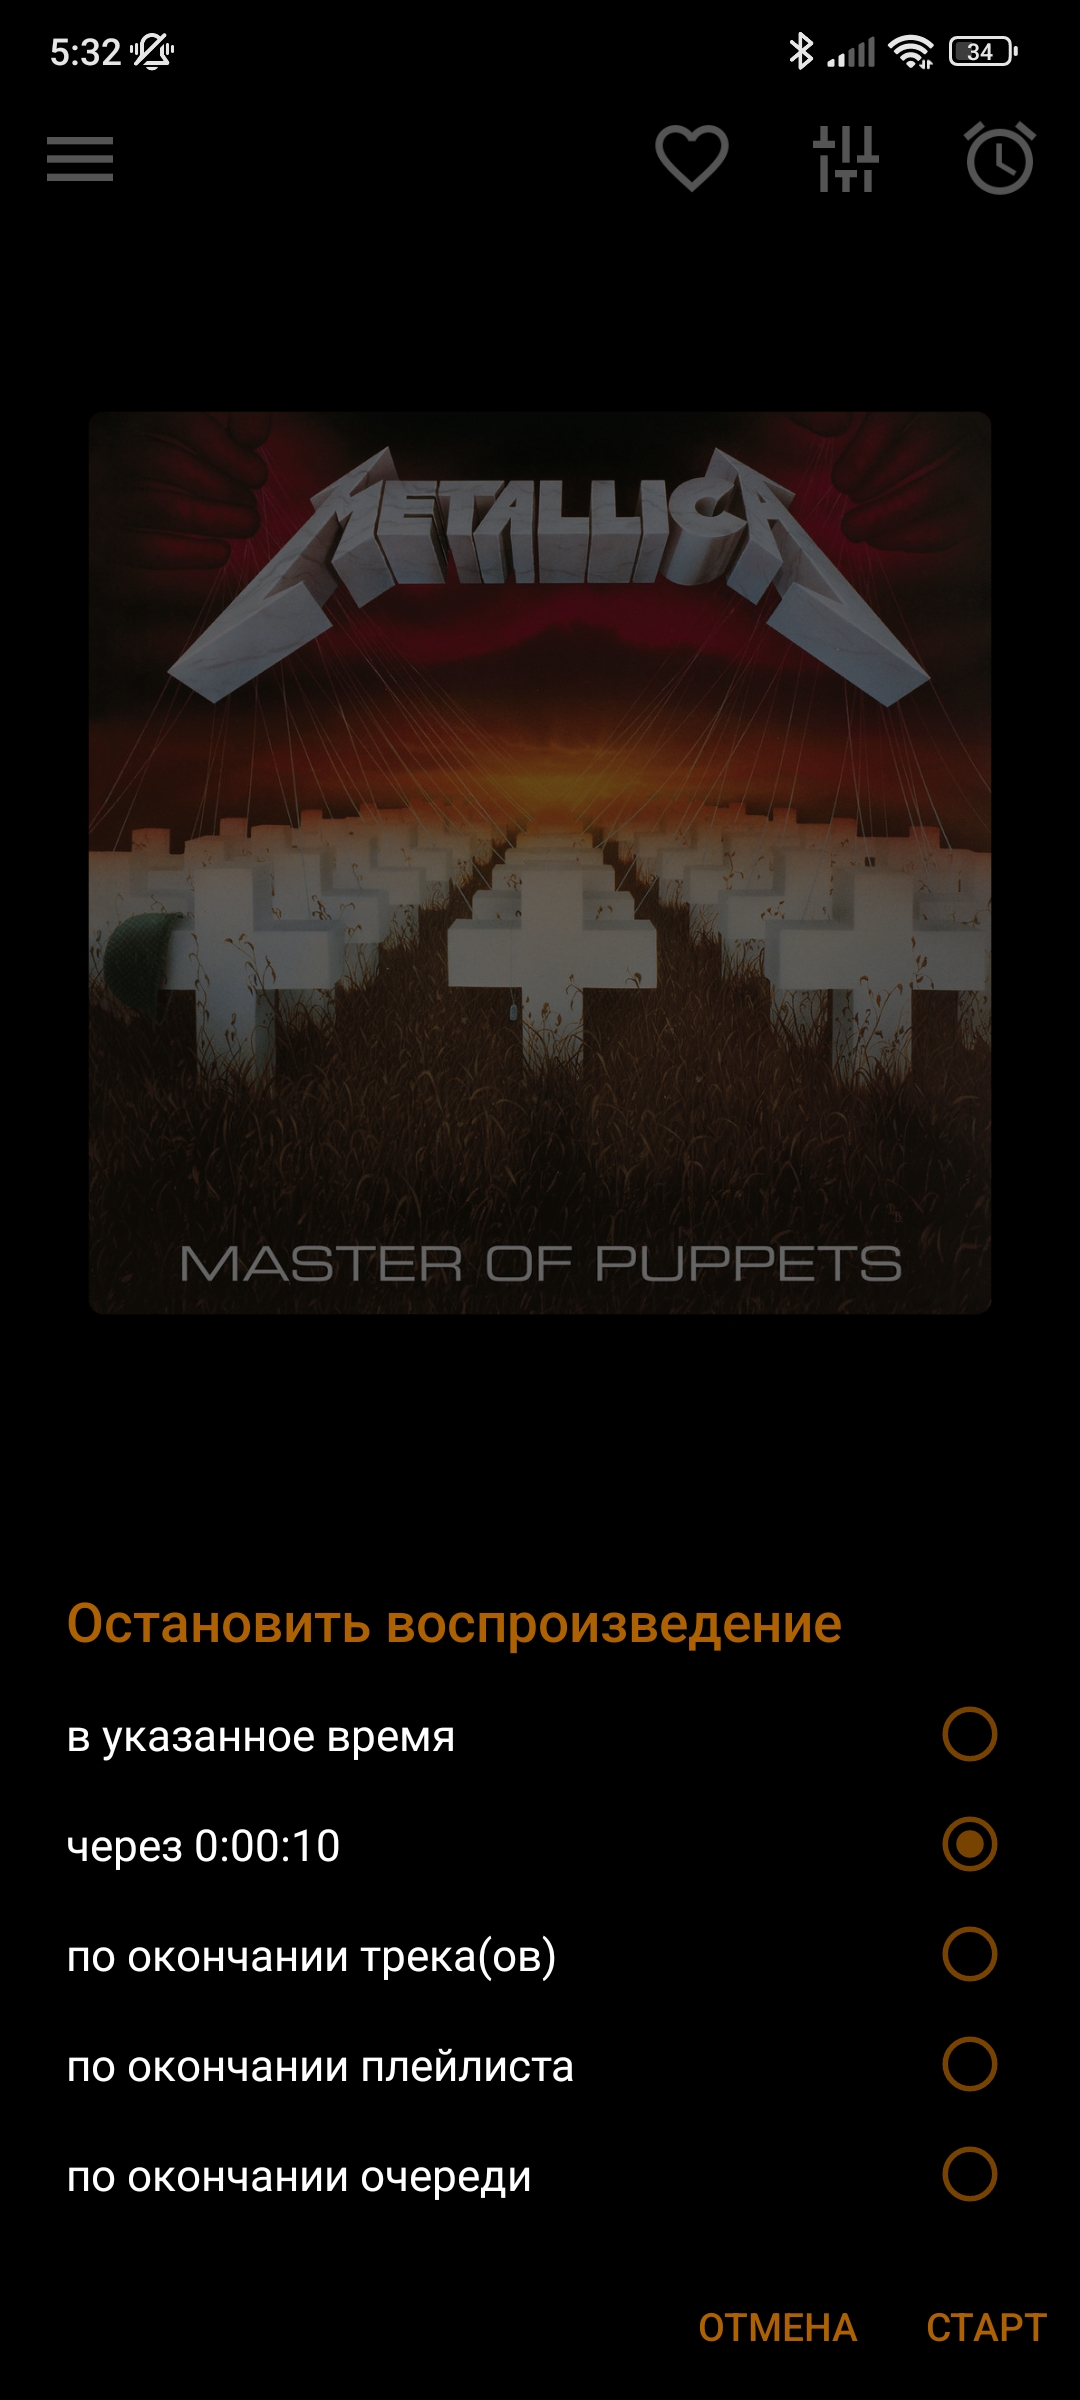 5:32
34
METALLICA
MASTER OF PUPPETS
Остановить воспроизведение
в указанное время
через 0:00:10
по окончании трека(ов)
по окончании плейлиста
по окончании очереди
ОТМЕНА СТАРТ